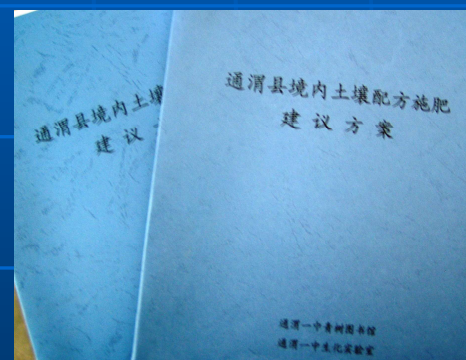 通渭县境内土壤配方施肥
建议方案
通渭一中青树图书馆
通渭一中生化实验室
通渭县境内土壤
建议